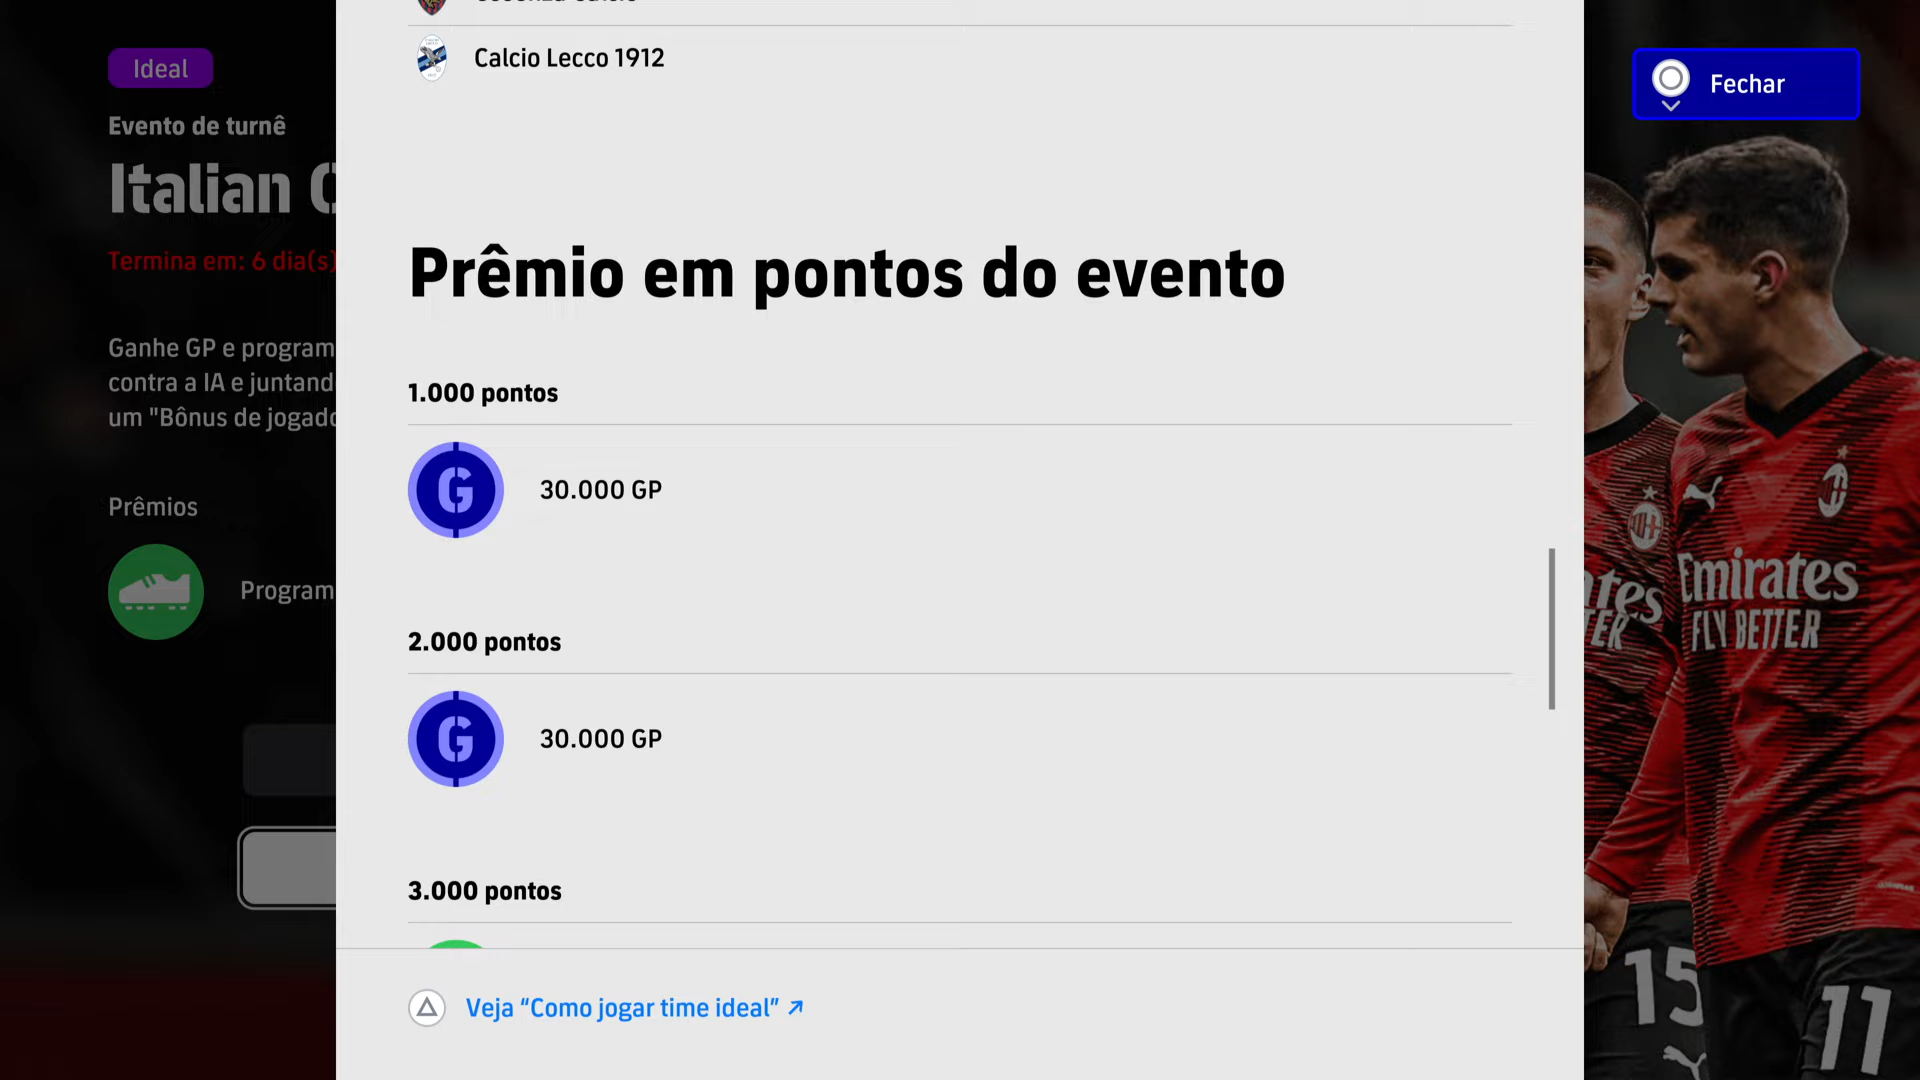 Calcio Lecco 1912
Ideal
Fechar
Evento de turnê
Italian
Termina em: 6 dia(s)
Prêmio em pontos do evento
Ganhe GP e program
contra a IA e juntand
um "Bônus de jogado
1.000 pontos
30.000 GP
Prêmios
Program
2.000 pontos
30.000 GP
3.000 pontos
Veja “Como jogar time ideal”
Emirates
FLY BETTER
15
11